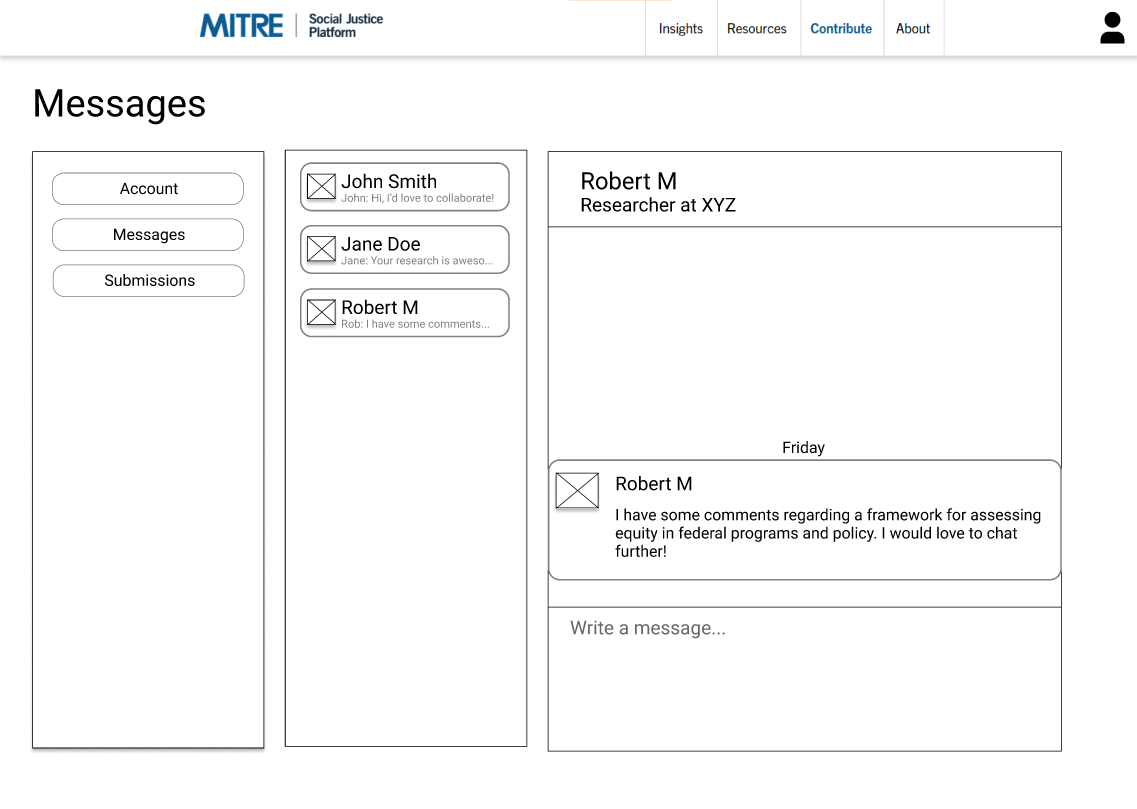 MITRE
Social Justice
Platform
Insights
Resources
Contribute
About
Messages
Account
Messages
Submissions
John Smith
John: Hi, I'd love to collaborate!
Jane Doe
Jane: Your research is aweso...
Robert M
Rob: I have some comments...
Robert M
Researcher at XYZ
Friday
Robert M
I have some comments regarding a framework for assessing
equity in federal programs and policy. I would love to chat
further!
Write a message...